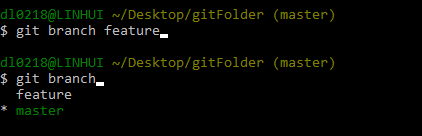 dl0218@LINHUI ~/Desktop/gitFolder (master)
$ git branch feature
dl0218@LINHUI ~/Desktop/gitFolder (master)
$ git branch
feature
* master